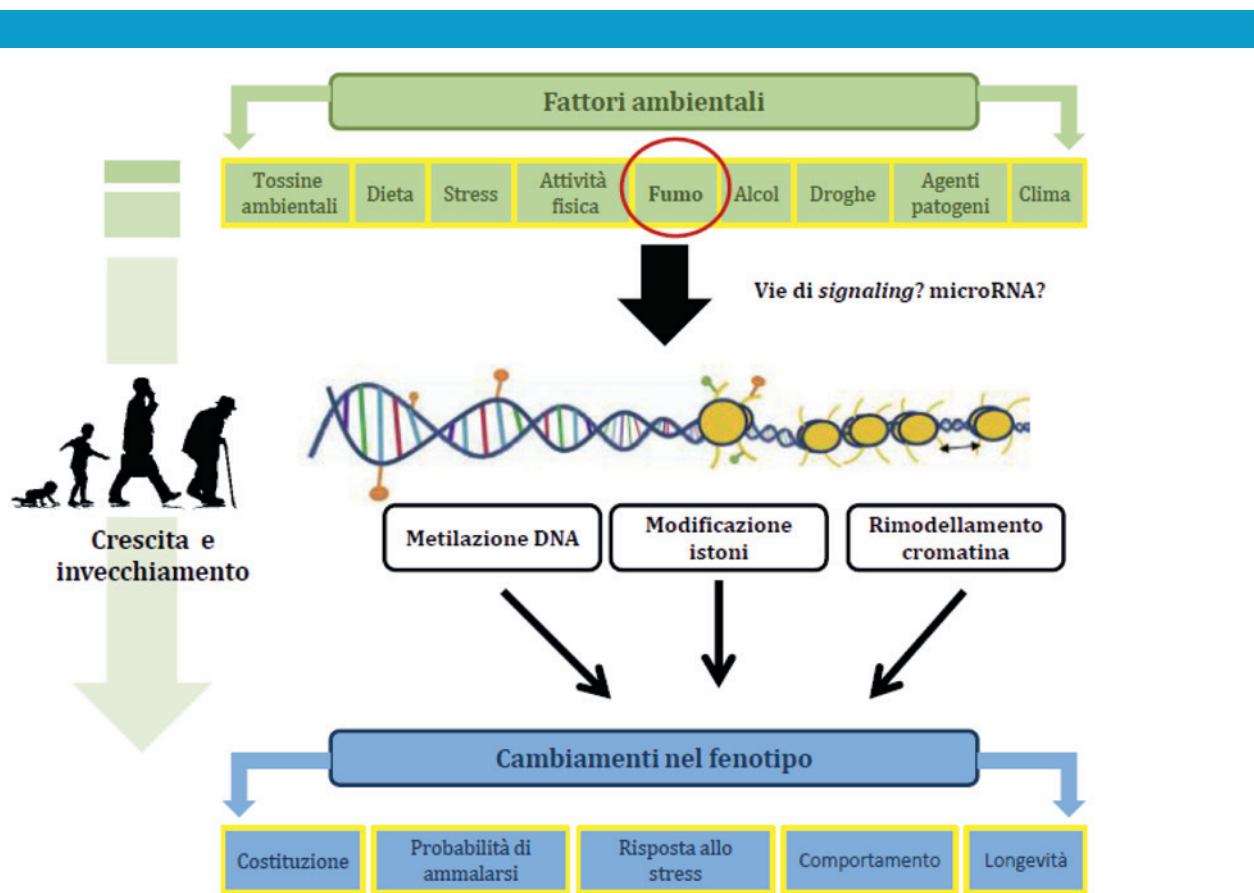 Fattori ambientali
Tossine
ambientali
Dieta
Stress
Attività
fisica
Fumo
Alcol
Droghe
Agenti
patogeni
Clima
Vie di signaling? microRNA?
Crescita e
invecchiamento
Metilazione DNA
Modificazione
istoni
Rimodellamento
cromatina
Cambiamenti nel fenotipo
Costituzione
Probabilità di
ammalarsi
Risposta allo
stress
Comportamento
Longevità